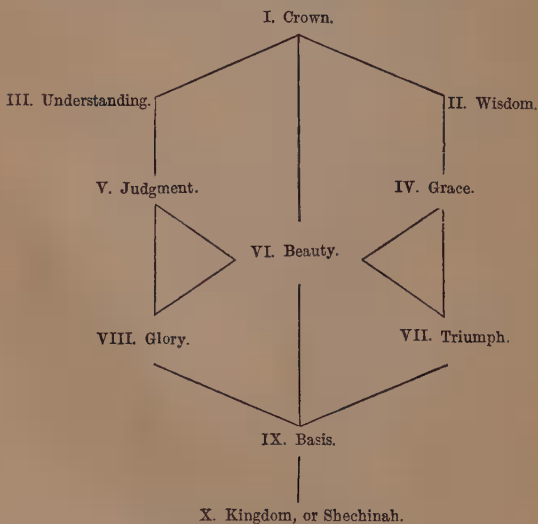 I. Crown.
III. Understanding. II. Wisdom.
V. Judgment. IV. Grace.
VI. Beauty.
VIII. Glory. VII. Triumph.
IX. Basis.
X. Kingdom, or Shechinah.